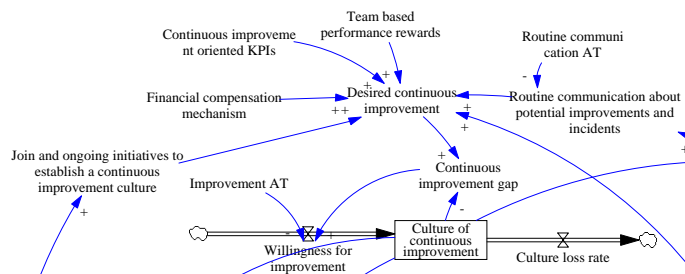 Continuous improveme
nt oriented KPIs
Team based
performance rewards
Routine communi
cation AT
Financial compensation
mechanism
Desired continuous
improvement
Routine communication about
potential improvements and
incidents
Join and ongoing initiatives to
establish a continuous
improvement culture
Improvement AT
Continuous
improvement gap
Willingness for
improvement
Culture of
continuous
improvement
Culture loss rate
+
+
-
++
+
+
+
+
+
-
-
+